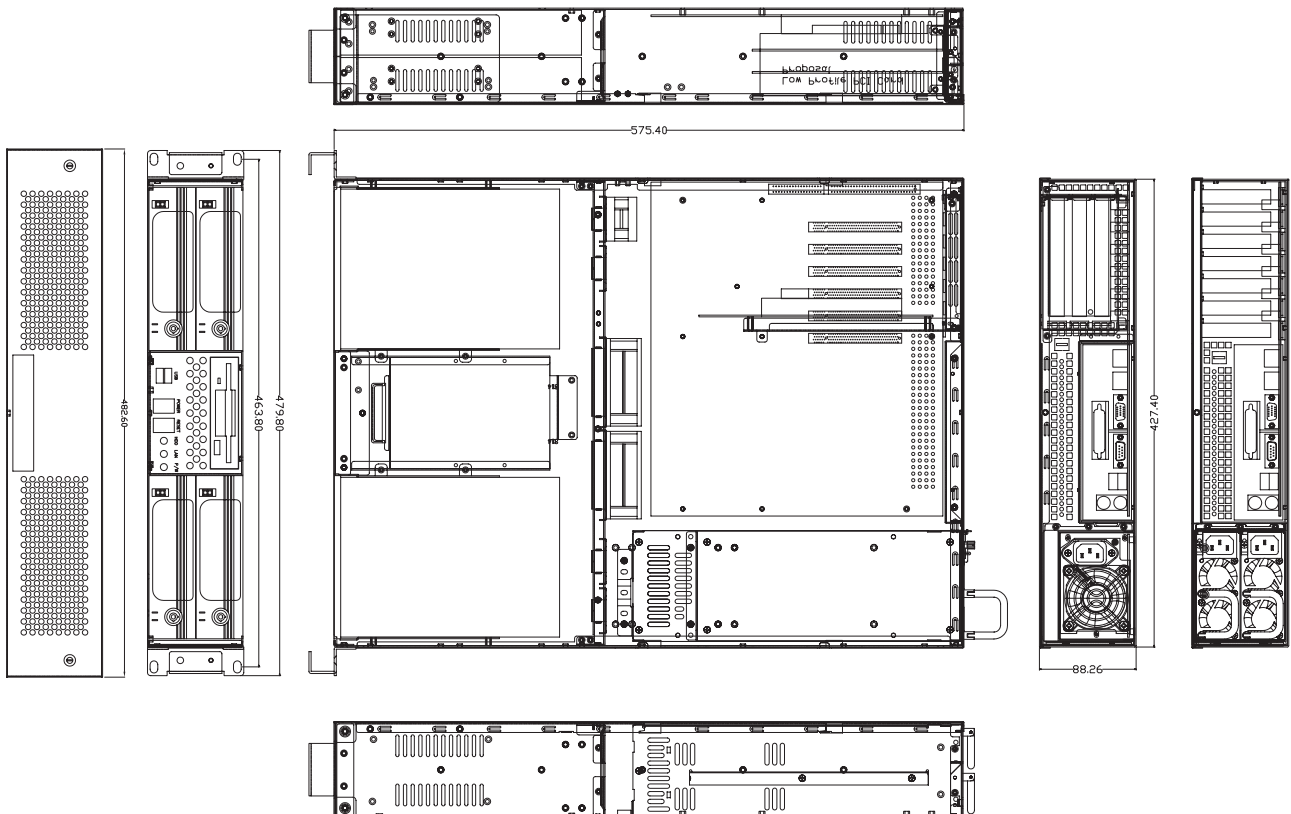 Low Profile PCI Card
Proposal
575.40
482.60
USB
POWER
RESET
HDD
LAN
P/W
463.80
479.80
427.40
88.26